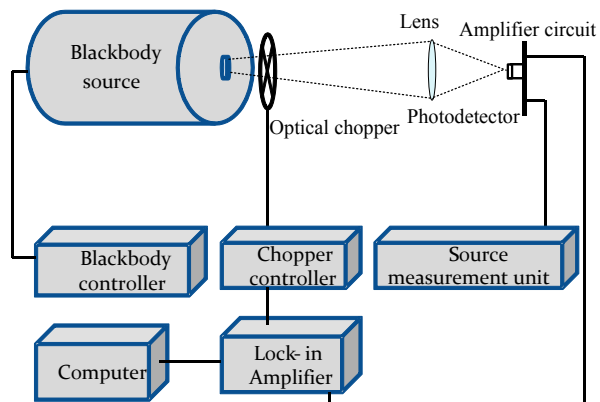 Blackbody
source
Lens
Amplifier circuit
Optical chopper
Photodetector
Blackbody
controller
Chopper
controller
Source
measurement unit
Computer
Lock- in
Amplifier